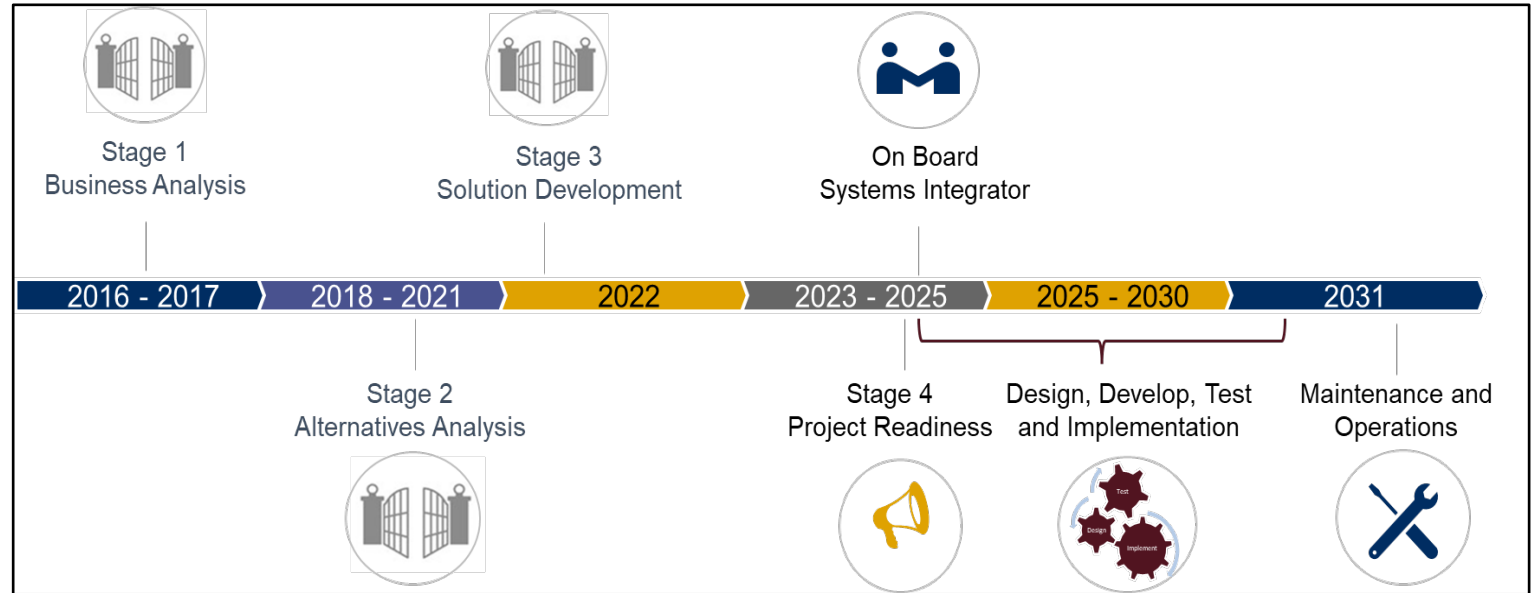 Stage 1
Business Analysis
Stage 3
Solution Development
On Board
Systems Integrator
2016 - 2017
2018 - 2021
2022
2023 - 2025
2025 - 2030
2031
Stage 2
Alternatives Analysis
Stage 4
Project Readiness
Design, Develop, Test
and Implementation
Maintenance and
Operations
Test
Design
Implement